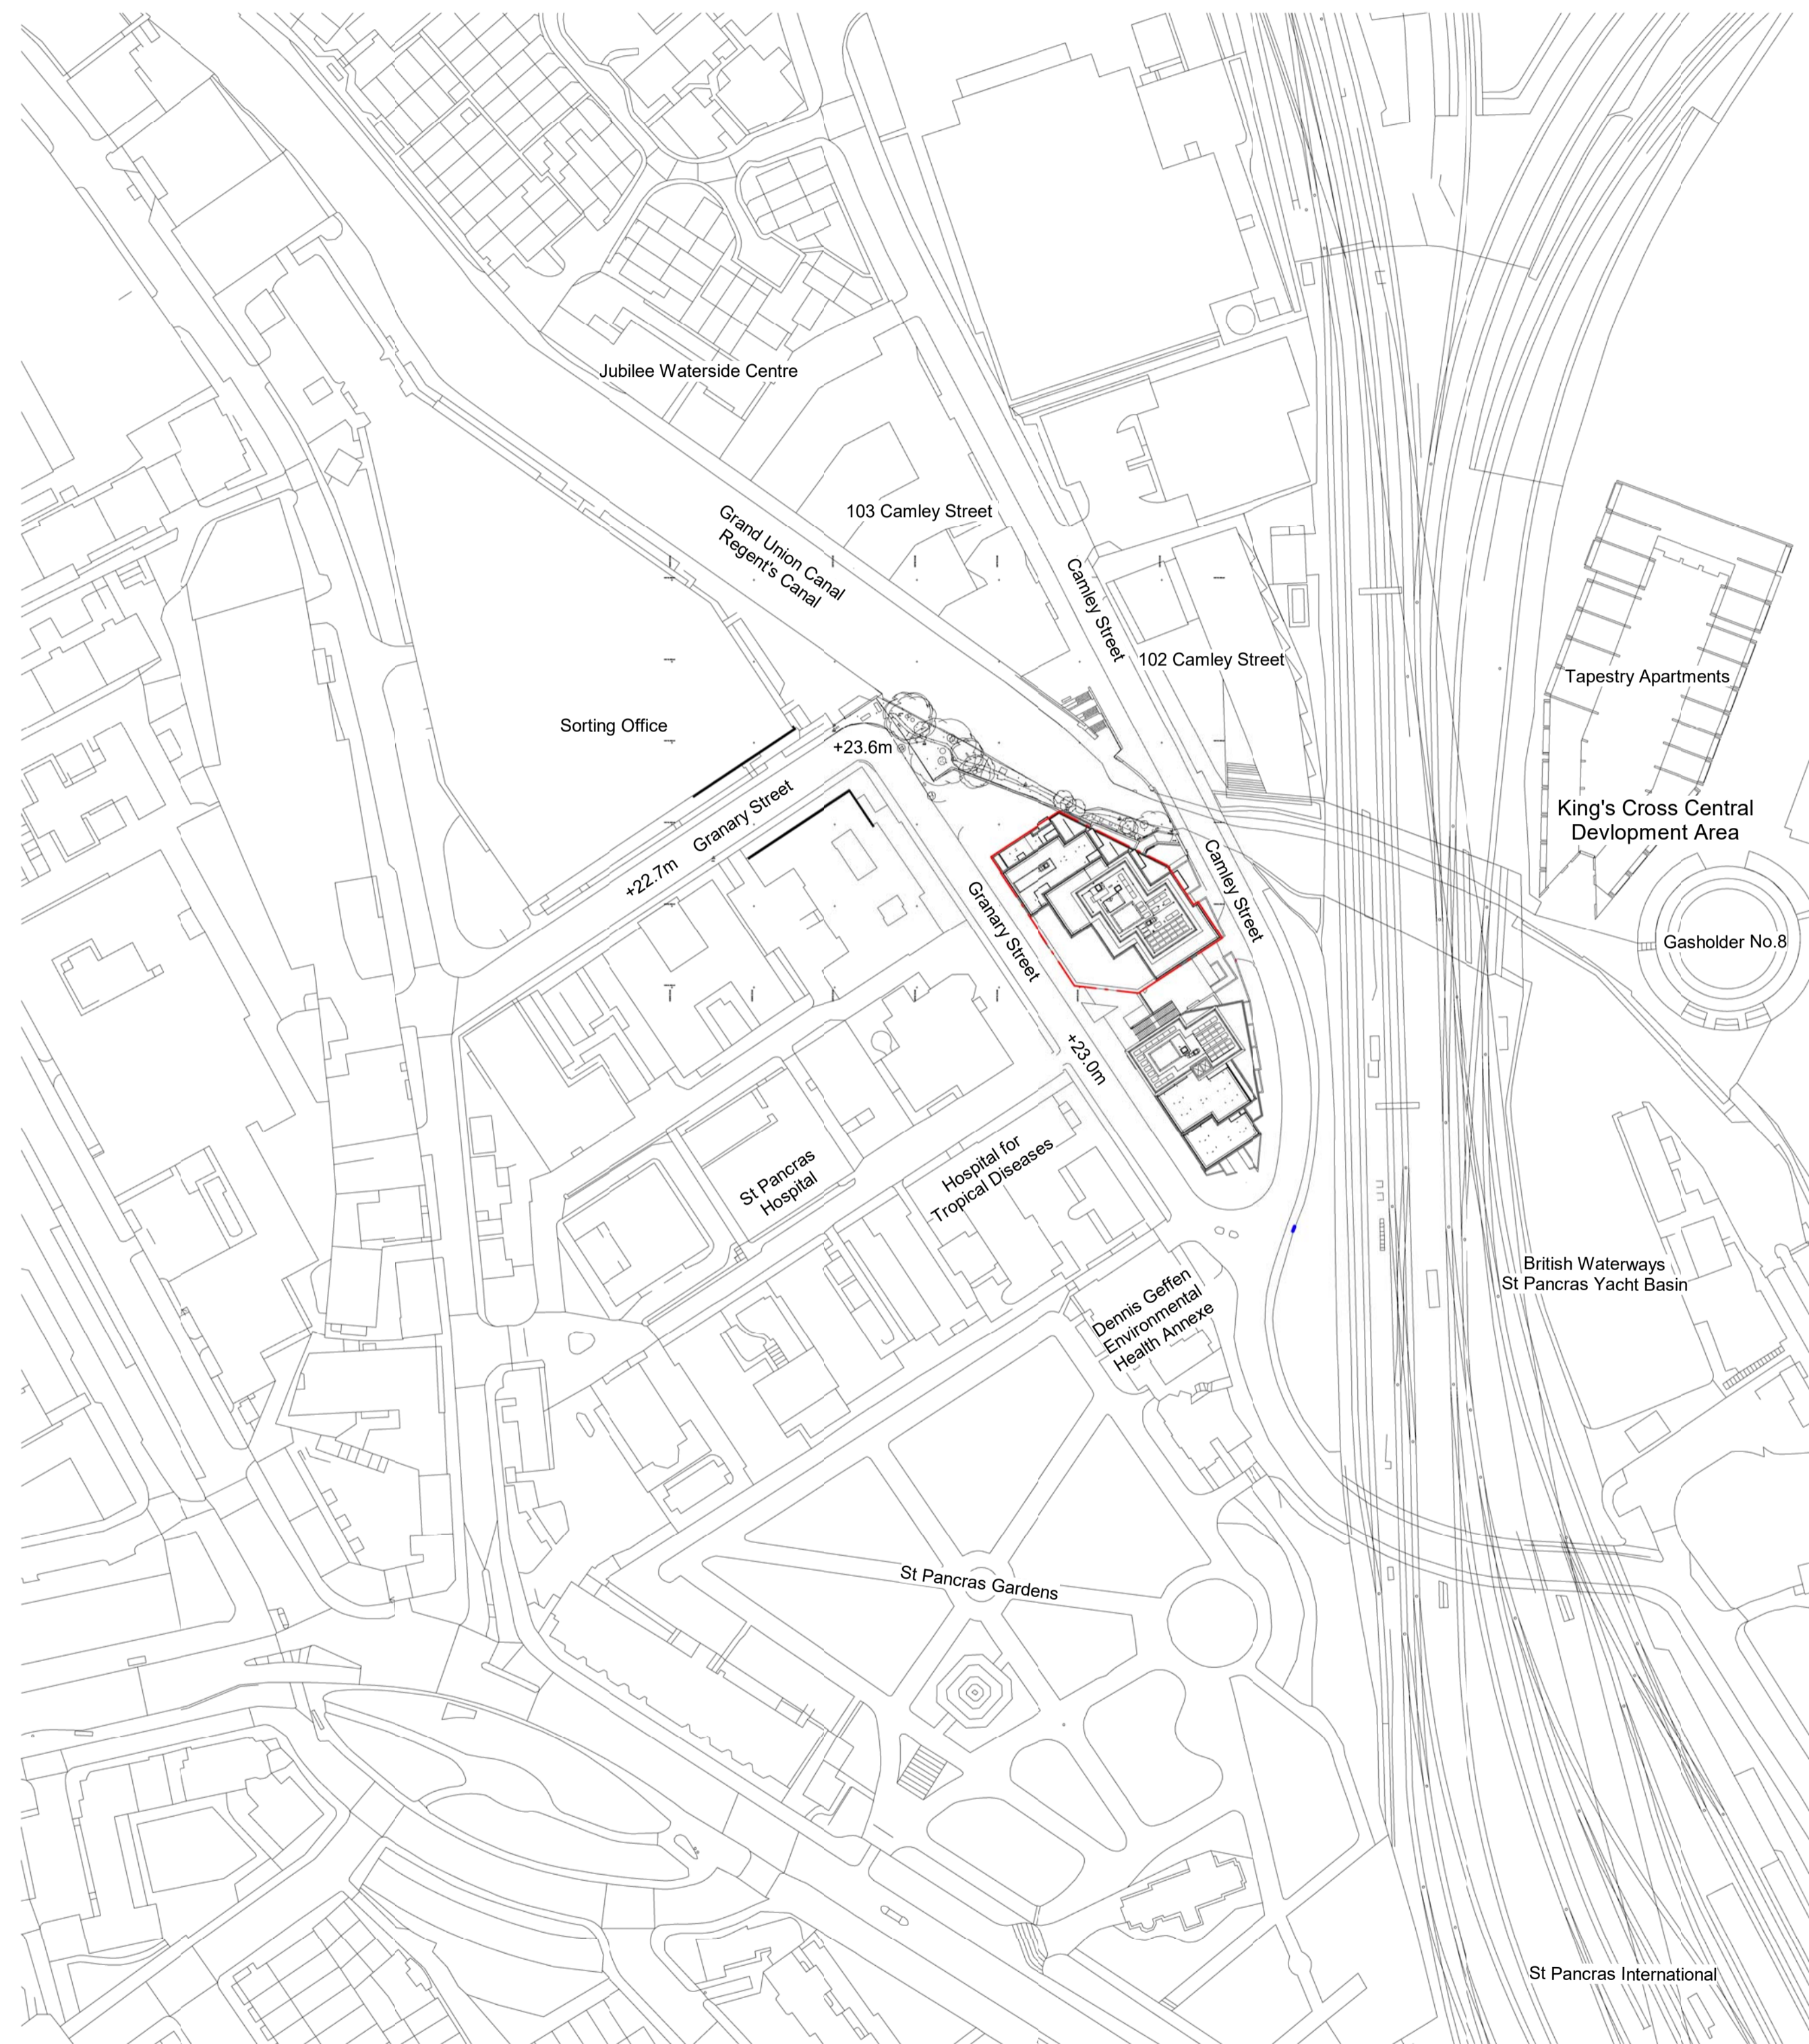 Jubilee Waterside Centre
103 Camley Street
Grand Union Canal
Regent's Canal
Camley Street
102 Camley Street
Tapestry Apartments
Sorting Office
+23.6m
Granary Street
+22.7m
King's Cross Central
Devlopment Area
Camley Street
Granary Street
Gasholder No.8
+23.0m
St Pancras
Hospital
Hospital for
Tropical Diseases
British Waterways
St Pancras Yacht Basin
Dennis Geffen
Environmental
Health Annexe
St Pancras Gardens
St Pancras International